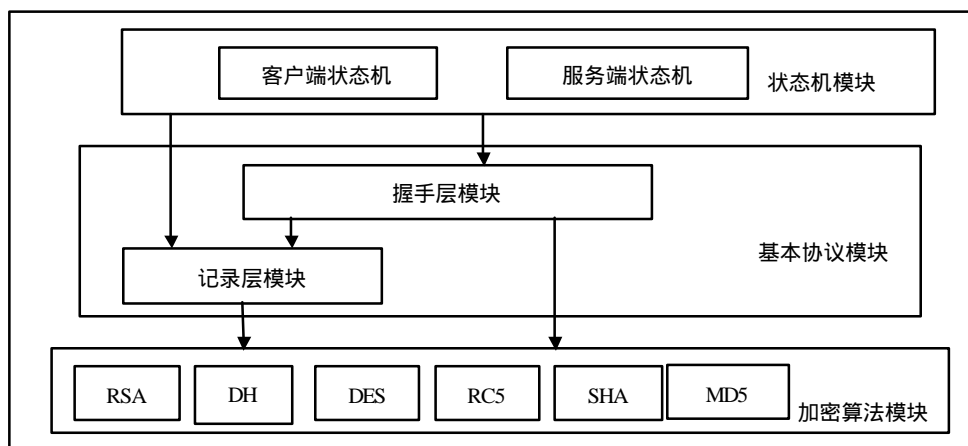 客户端状态机
服务端状态机
状态机模块
握手层模块
基本协议模块
记录层模块
RSA
DH
DES
RC5
SHA
MD5
加密算法模块